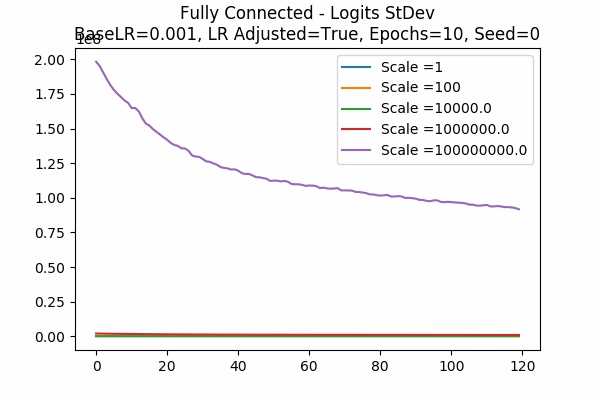 Fully Connected - Logits StDev
BaseLR=0.001, LR Adjusted=True, Epochs=10, Seed=0
2.00
1.75
1.50
1.25
1.00
0.75
0.50
0.25
0.00
Scale =1
Scale =100
Scale =10000.0
Scale =1000000.0
Scale =100000000.0
0
20
40
60
80
100
120